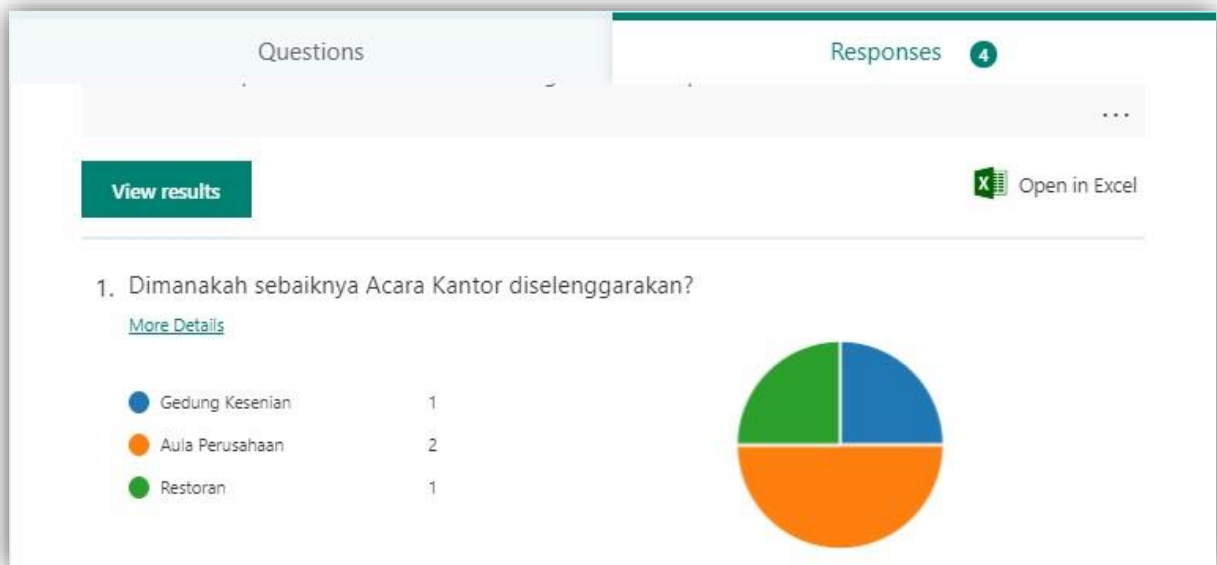 Questions
Responses 4
...
View results
Open in Excel
1. Dimanakah sebaiknya Acara Kantor diselenggarakan?
More Details
Gedung Kesenian 1
Aula Perusahaan 2
Restoran 1